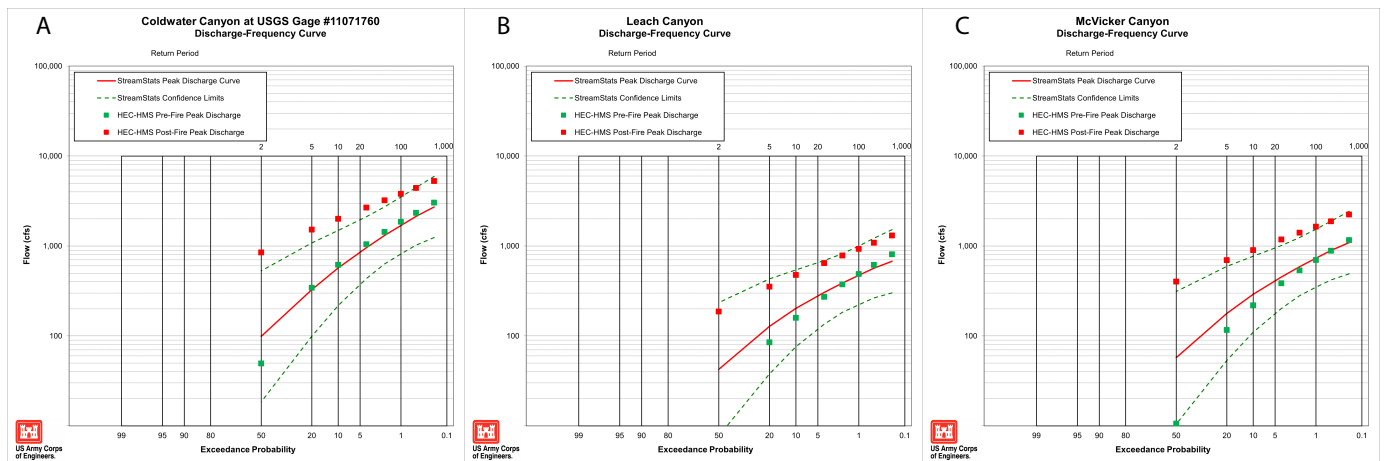 A
Coldwater Canyon at USGS Gage #11071760
Discharge-Frequency Curve
Return Period
100,000
StreamStats Peak Discharge Curve
StreamStats Confidence Limits
HEC-HMS Pre-Fire Peak Discharge
HEC-HMS Post-Fire Peak Discharge
2 5 10 20 100 1,000
10,000
1,000
100
Flow (cfs)
99 95 90 80 50 20 10 5 1 0.1
Exceedance Probability
US Army Corps
of Engineers.
B
Leach Canyon
Discharge-Frequency Curve
Return Period
100,000
StreamStats Peak Discharge Curve
StreamStats Confidence Limits
HEC-HMS Pre-Fire Peak Discharge
HEC-HMS Post-Fire Peak Discharge
2 5 10 20 100 1,000
10,000
1,000
100
Flow (cfs)
99 95 90 80 50 20 10 5 1 0.1
Exceedance Probability
US Army Corps
of Engineers.
C
McVicker Canyon
Discharge-Frequency Curve
Return Period
100,000
StreamStats Peak Discharge Curve
StreamStats Confidence Limits
HEC-HMS Pre-Fire Peak Discharge
HEC-HMS Post-Fire Peak Discharge
2 5 10 20 100 1,000
10,000
1,000
100
Flow (cfs)
99 95 90 80 50 20 10 5 1 0.1
Exceedance Probability
US Army Corps
of Engineers.